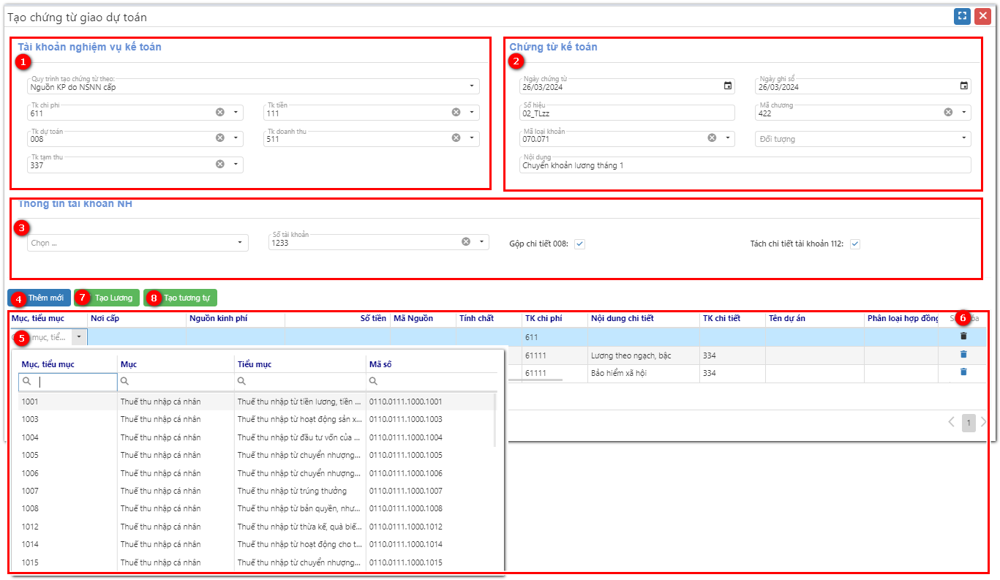 Tạo chứng từ giao dự toán
Tài khoản nghiệm vụ kế toán
1
Quy trình tạo chứng từ theo:
Nguồn KP do NSNN cấp
Tk chi phí
611
Tk tiền
111
Tk dự toán
008
Tk doanh thu
511
Tk tạm thu
337
Chứng từ kế toán
2
Ngày chứng từ
26/03/2024
Ngày ghi sổ
26/03/2024
Số hiệu
02_TLzz
Mã chương
422
Mã loại khoản
070.071
Đối tượng
Nội dung
Chuyển khoản lương tháng 1
Thông tin tài khoản NH
3
Chọn ...
Số tài khoản
1233
Gộp chi tiết 008:
Tách chi tiết tài khoản 112:
4 Thêm mới
7 Tạo Lương
8 Tạo tương tự
Mục, tiểu mục Nơi cấp Nguồn kinh phí Số tiền Mã Nguồn Tính chất TK chi phí Nội dung chi tiết TK chi tiết Tên dự án Phân loại hợp đồng 6
5 mục, tiể... 611
61111 Lương theo ngạch, bậc 334
61111 Bảo hiểm xã hội 334
Mục, tiểu mục Mục Tiểu mục Mã số
1001 Thuế thu nhập cá nhân Thuế thu nhập từ tiền lương, tiền ... 0110.0111.1000.1001
1003 Thuế thu nhập cá nhân Thuế thu nhập từ hoạt động sản x... 0110.0111.1000.1003
1004 Thuế thu nhập cá nhân Thuế thu nhập từ đầu tư vốn của ... 0110.0111.1000.1004
1005 Thuế thu nhập cá nhân Thuế thu nhập từ chuyển nhượng... 0110.0111.1000.1005
1006 Thuế thu nhập cá nhân Thuế thu nhập từ chuyển nhượng... 0110.0111.1000.1006
1007 Thuế thu nhập cá nhân Thuế thu nhập từ trúng thưởng 0110.0111.1000.1007
1008 Thuế thu nhập cá nhân Thuế thu nhập từ bản quyền, như... 0110.0111.1000.1008
1012 Thuế thu nhập cá nhân Thuế thu nhập từ thừa kế, quà biế... 0110.0111.1000.1012
1014 Thuế thu nhập cá nhân Thuế thu nhập từ hoạt động cho t... 0110.0111.1000.1014
1015 Thuế thu nhập cá nhân Thuế thu nhập từ chuyển nhượng... 0110.0111.1000.1015
1